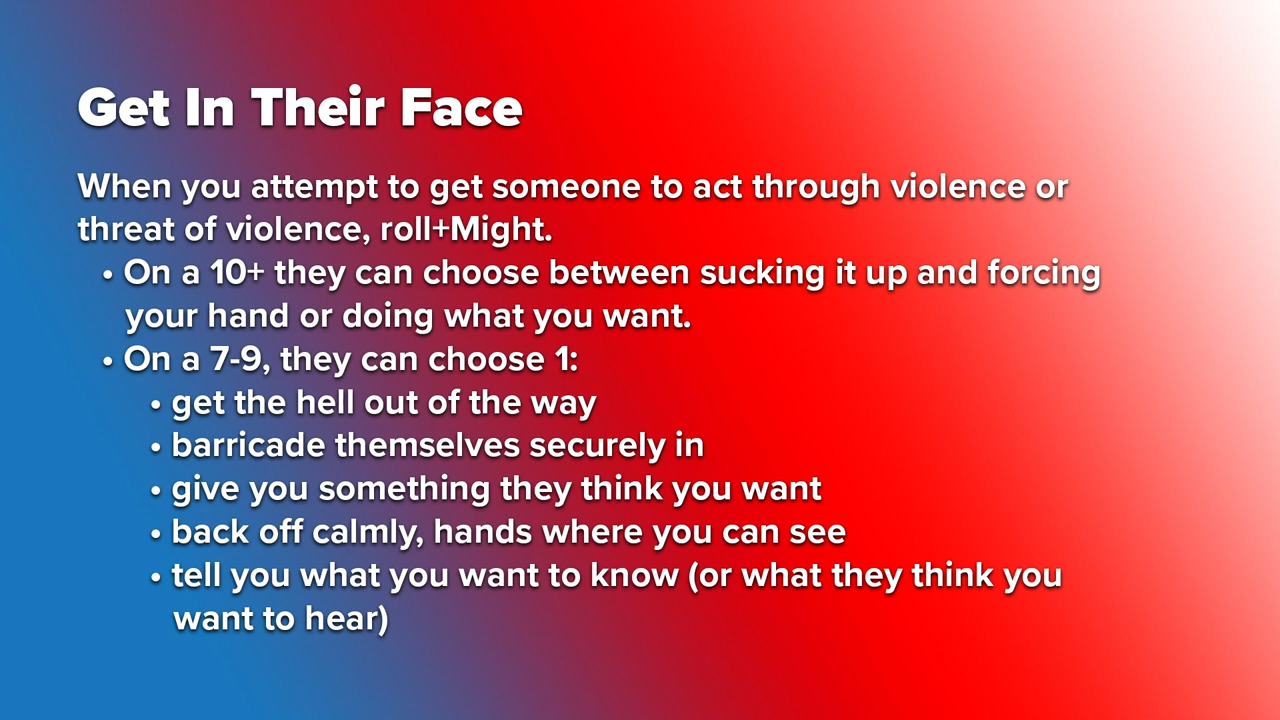 Get In Their Face
When you attempt to get someone to act through violence or
threat of violence, roll+Might.
• On a 10+ they can choose between sucking it up and forcing
your hand or doing what you want.
• On a 7-9, they can choose 1:
• get the hell out of the way
• barricade themselves securely in
• give you something they think you want
• back off calmly, hands where you can see
• tell you what you want to know (or what they think you
want to hear)